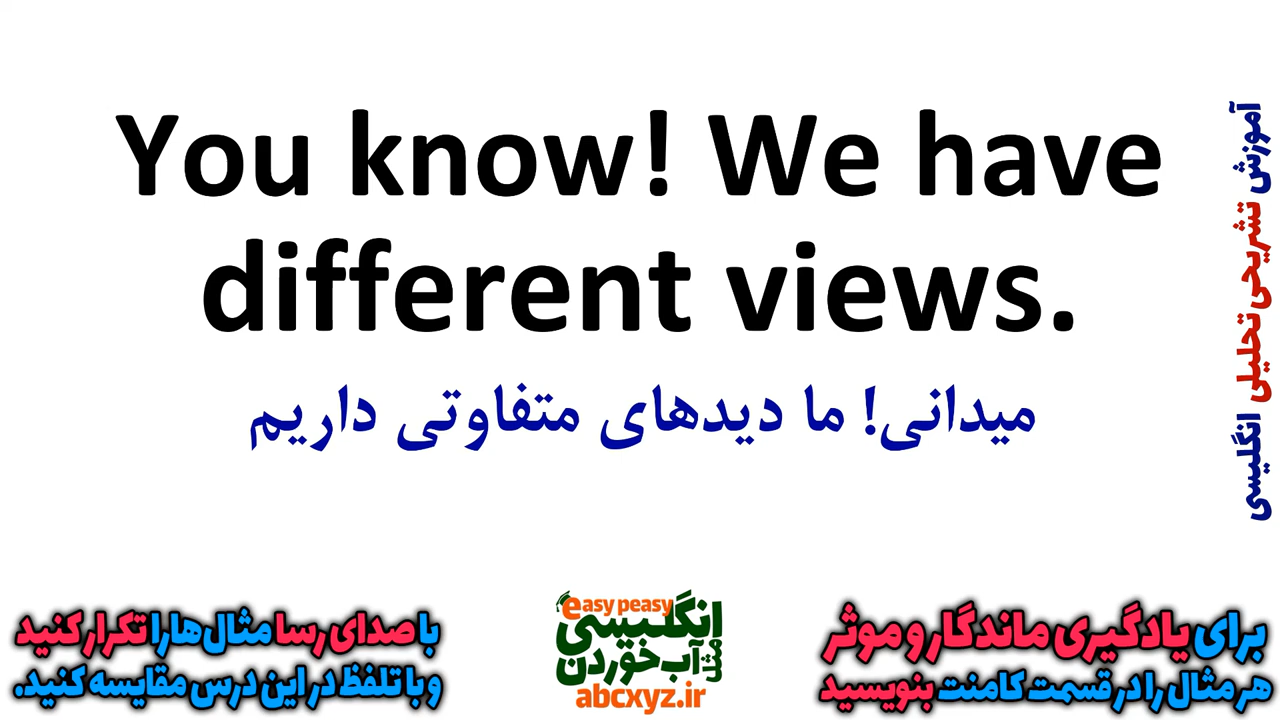 You know! We have
different views.
میدانی! ما دیدهای متفاوتی داریم
آموزش تشریحی تحلیلی انگلیسی
برای یادگیری ماندگار و موثر
هر مثال را در قسمت کامنت بنویسید
easy peasy
انگلیسی
مثل آب خوردن
abcxyz.ir
با صدای رسا مثال‌ها را تکرار کنید
و با تلفظ در این درس مقایسه کنید.